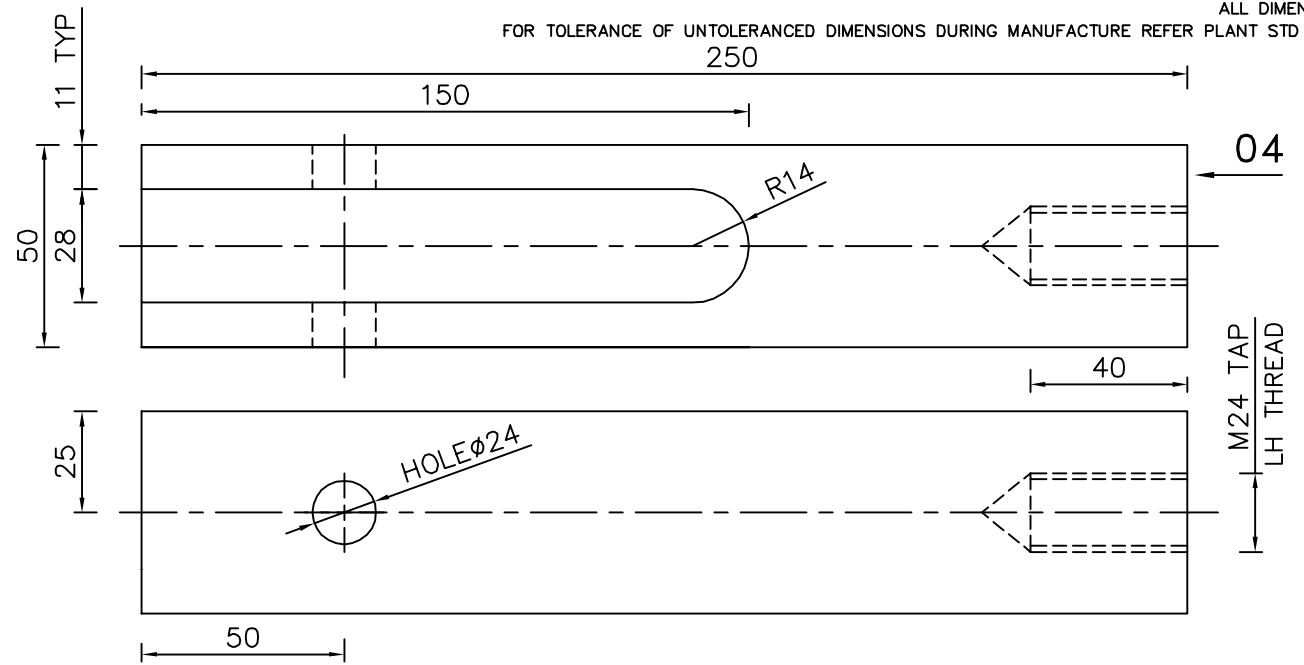 ALL DIMEN
FOR TOLERANCE OF UNTOLERANCED DIMENSIONS DURING MANUFACTURE REFER PLANT STD
250
11 TYP
150
04
R14
50
28
40
M24 TAP
LH THREAD
25
HOLEø24
50